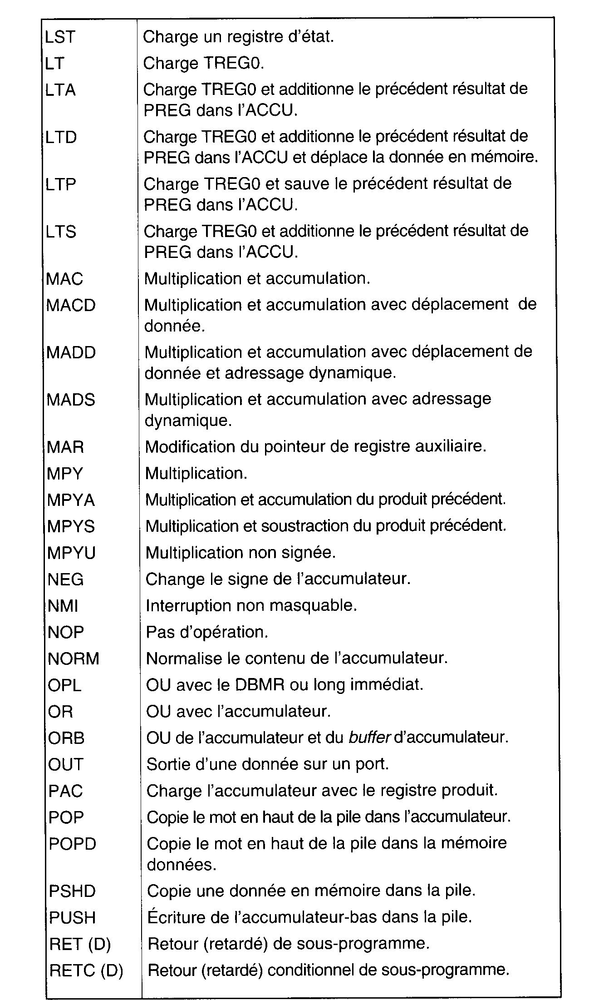 LST Charge un registre d'état.
LT Charge TREG0.
LTA Charge TREG0 et additionne le précédent résultat de
PREG dans l'ACCU.
LTD Charge TREG0 et additionne le précédent résultat de
PREG dans l'ACCU et déplace la donnée en mémoire.
LTP Charge TREG0 et sauve le précédent résultat de
PREG dans l'ACCU.
LTS Charge TREG0 et additionne le précédent résultat de
PREG dans l'ACCU.
MAC Multiplication et accumulation.
MACD Multiplication et accumulation avec déplacement de
donnée.
MADD Multiplication et accumulation avec déplacement de
donnée et adressage dynamique.
MADS Multiplication et accumulation avec adressage
dynamique.
MAR Modification du pointeur de registre auxiliaire.
MPY Multiplication.
MPYA Multiplication et accumulation du produit précédent.
MPYS Multiplication et soustraction du produit précédent.
MPYU Multiplication non signée.
NEG Change le signe de l'accumulateur.
NMI Interruption non masquable.
NOP Pas d'opération.
NORM Normalise le contenu de l'accumulateur.
OPL OU avec le DBMR ou long immédiat.
OR OU avec l'accumulateur.
ORB OU de l'accumulateur et du buffer d'accumulateur.
OUT Sortie d'une donnée sur un port.
PAC Charge l'accumulateur avec le registre produit.
POP Copie le mot en haut de la pile dans l'accumulateur.
POPD Copie le mot en haut de la pile dans la mémoire
données.
PSHD Copie une donnée en mémoire dans la pile.
PUSH Écriture de l'accumulateur-bas dans la pile.
RET (D) Retour (retardé) de sous-programme.
RETC (D) Retour (retardé) conditionnel de sous-programme.